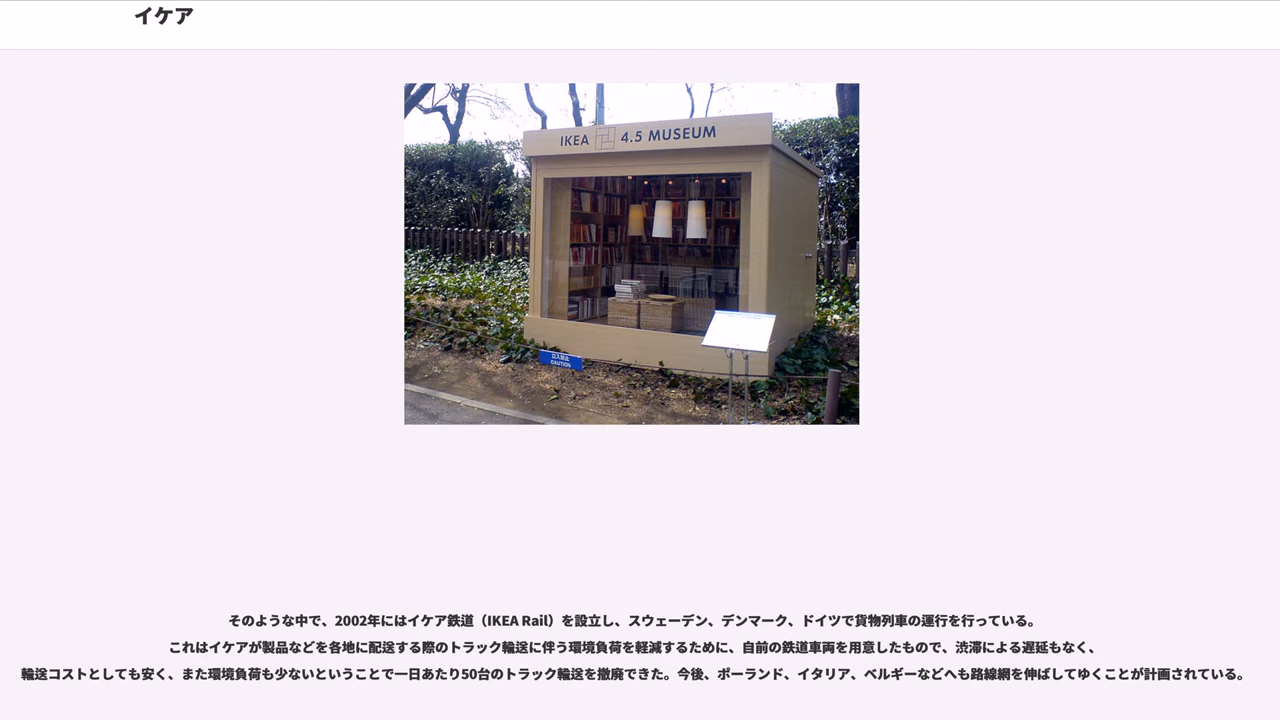 イケア
IKEA 4.5 MUSEUM
立入禁止
CAUTION
そのような中で、2002年にはイケア鉄道（IKEA Rail）を設立し、スウェーデン、デンマーク、ドイツで貨物列車の運行を行っている。
これはイケアが製品などを各地に配送する際のトラック輸送に伴う環境負荷を軽減するために、自前の鉄道車両を用意したもので、渋滞による遅延もなく、
輸送コストとしても安く、また環境負荷も少ないということで一日あたり50台のトラック輸送を撤廃できた。今後、ポーランド、イタリア、ベルギーなどへも路線網を伸ばしてゆくことが計画されている。